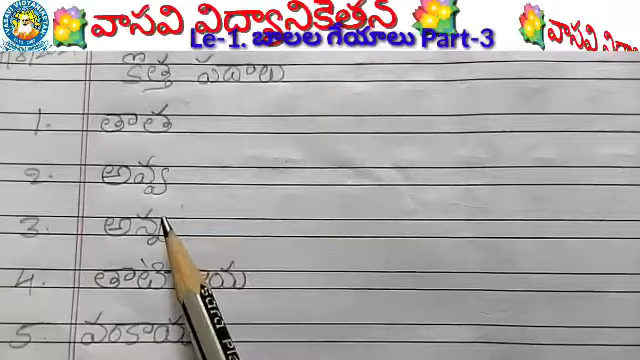 వాసవి విద్యానికేతన్
Le-1. బాలల గేయాలు Part-3
కొత్త పదాలు
1. తాత
2. అవ్వ
3. అన్న
4.
5. వంకాయ